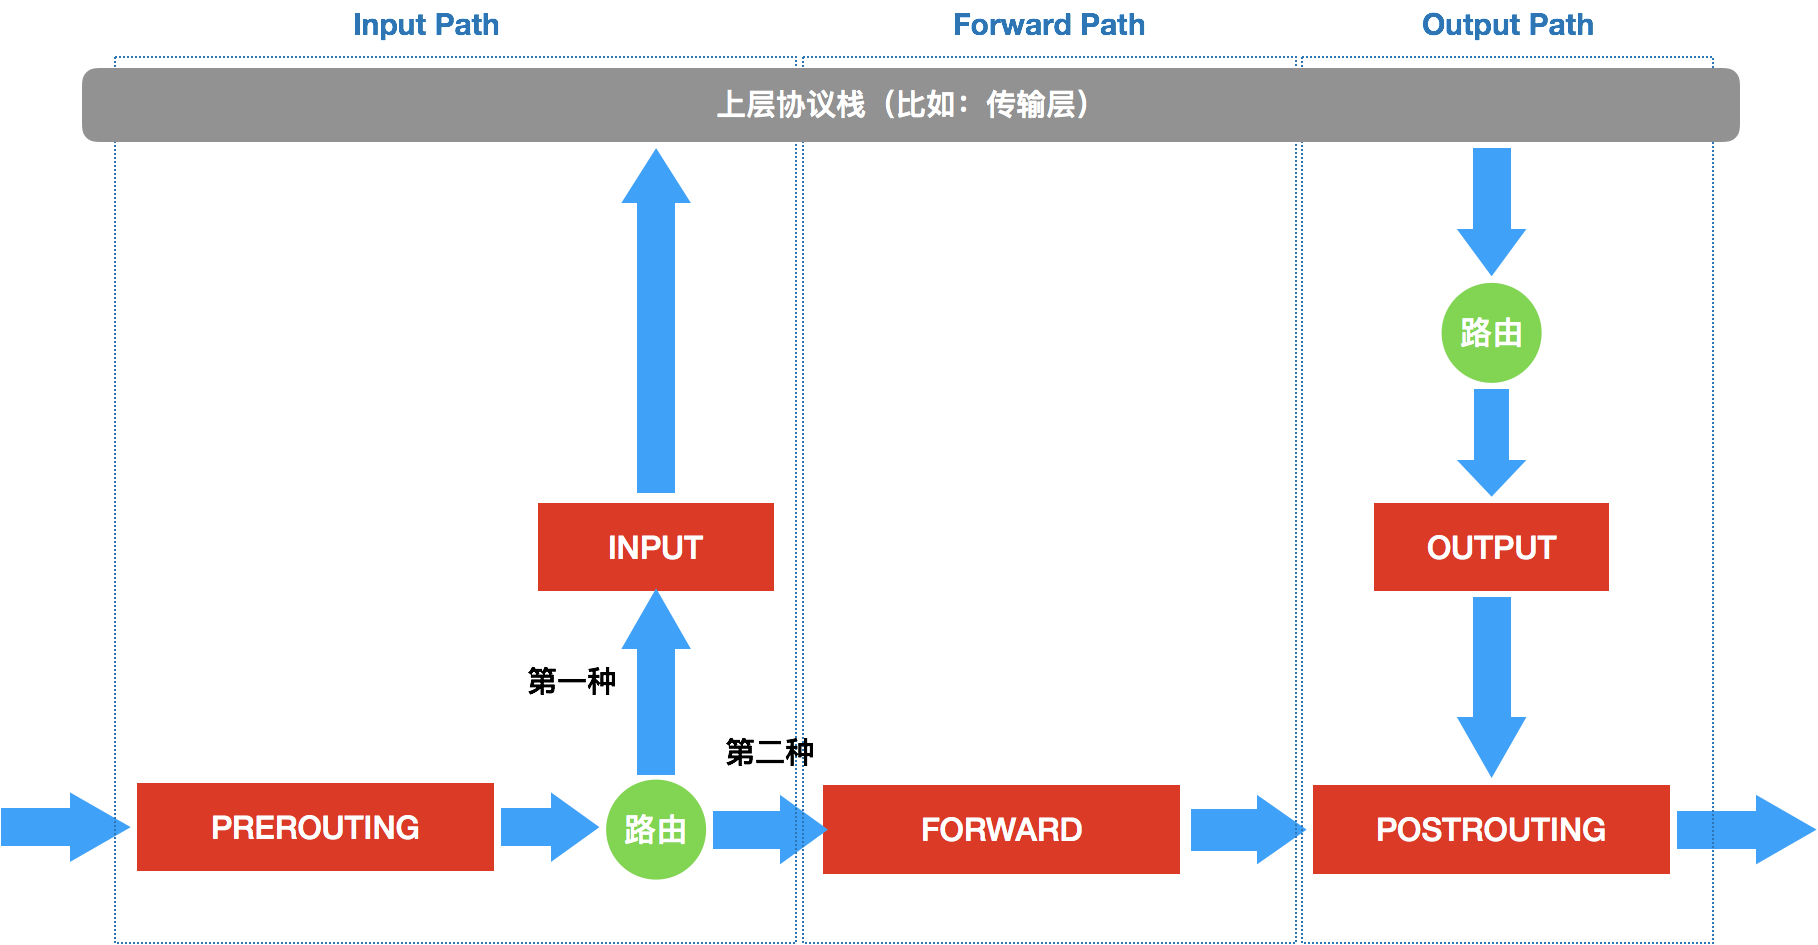 Input Path
Forward Path
Output Path
上层协议栈（比如：传输层）
路由
INPUT
OUTPUT
第一种
第二种
PREROUTING
路由
FORWARD
POSTROUTING